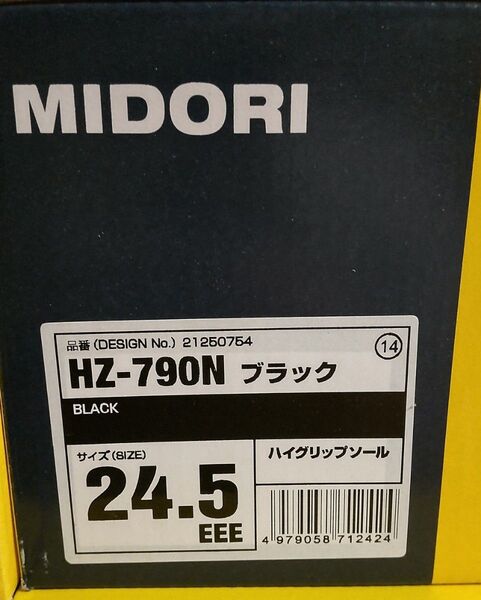 MIDORI
品番 (DESIGN No.) 21250754
14
HZ-790N ブラック
BLACK
サイズ (SIZE)
24.5
EEE
ハイグリップソール
4 979058 712424